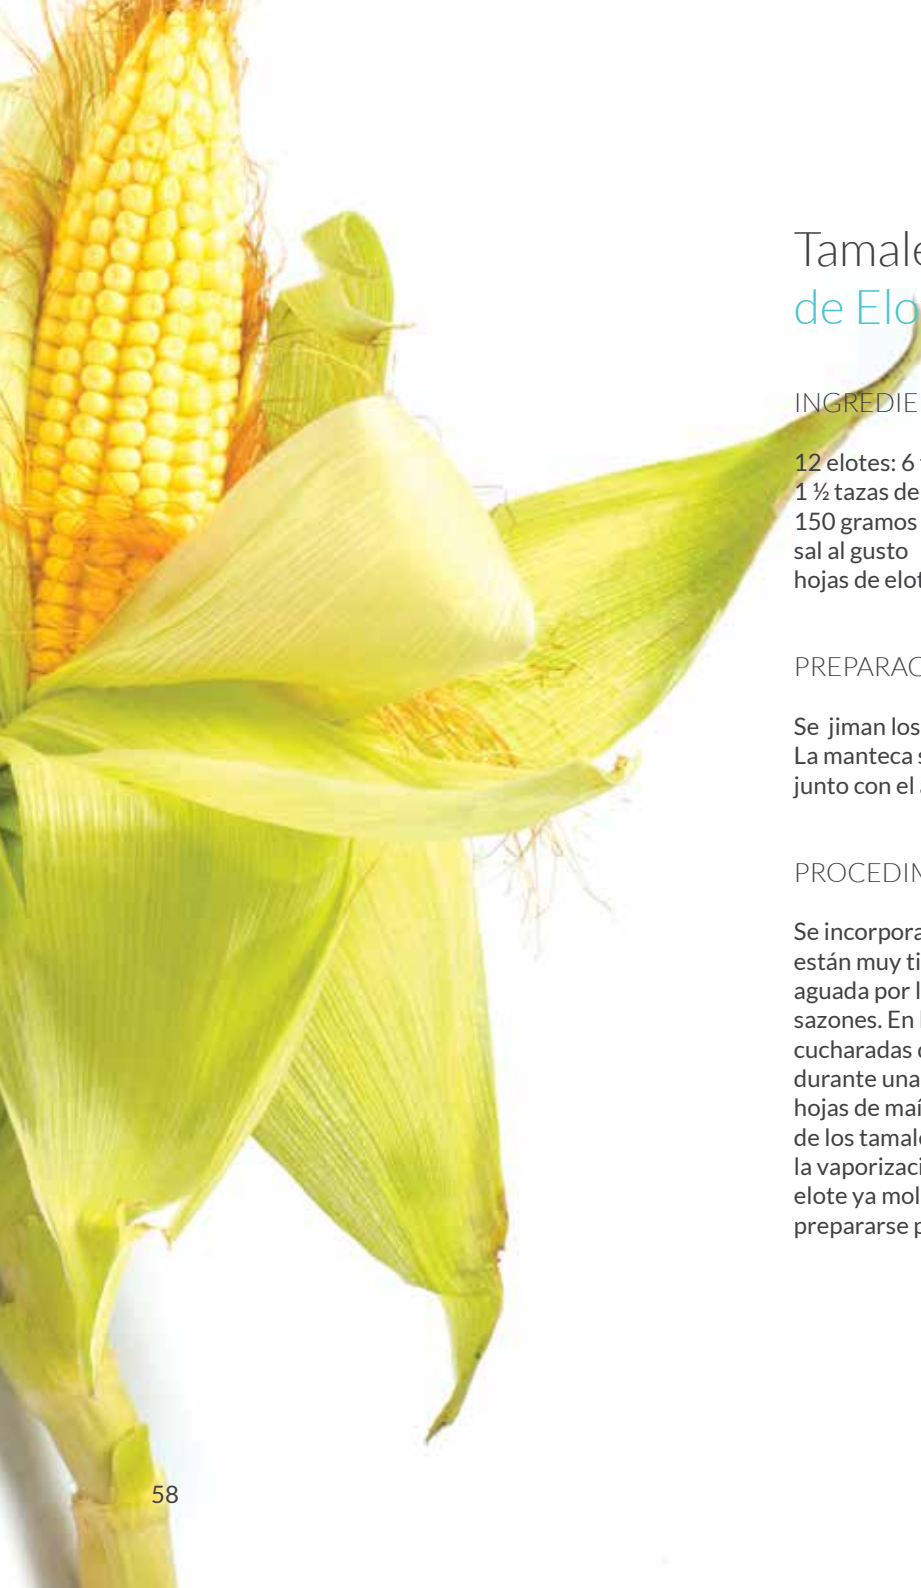 Tamale
de Elo
INGREDIE
12 elotes: 6
1 ½ tazas de
150 gramos
sal al gusto
hojas de elot
PREPARAC
Se jiman los
La manteca s
junto con el a
PROCEDIM
Se incorpora
están muy ti
aguada por l
sazones. En l
cucharadas d
durante una
hojas de maí
de los tamale
la vaporizaci
elote ya mol
prepararse p
58